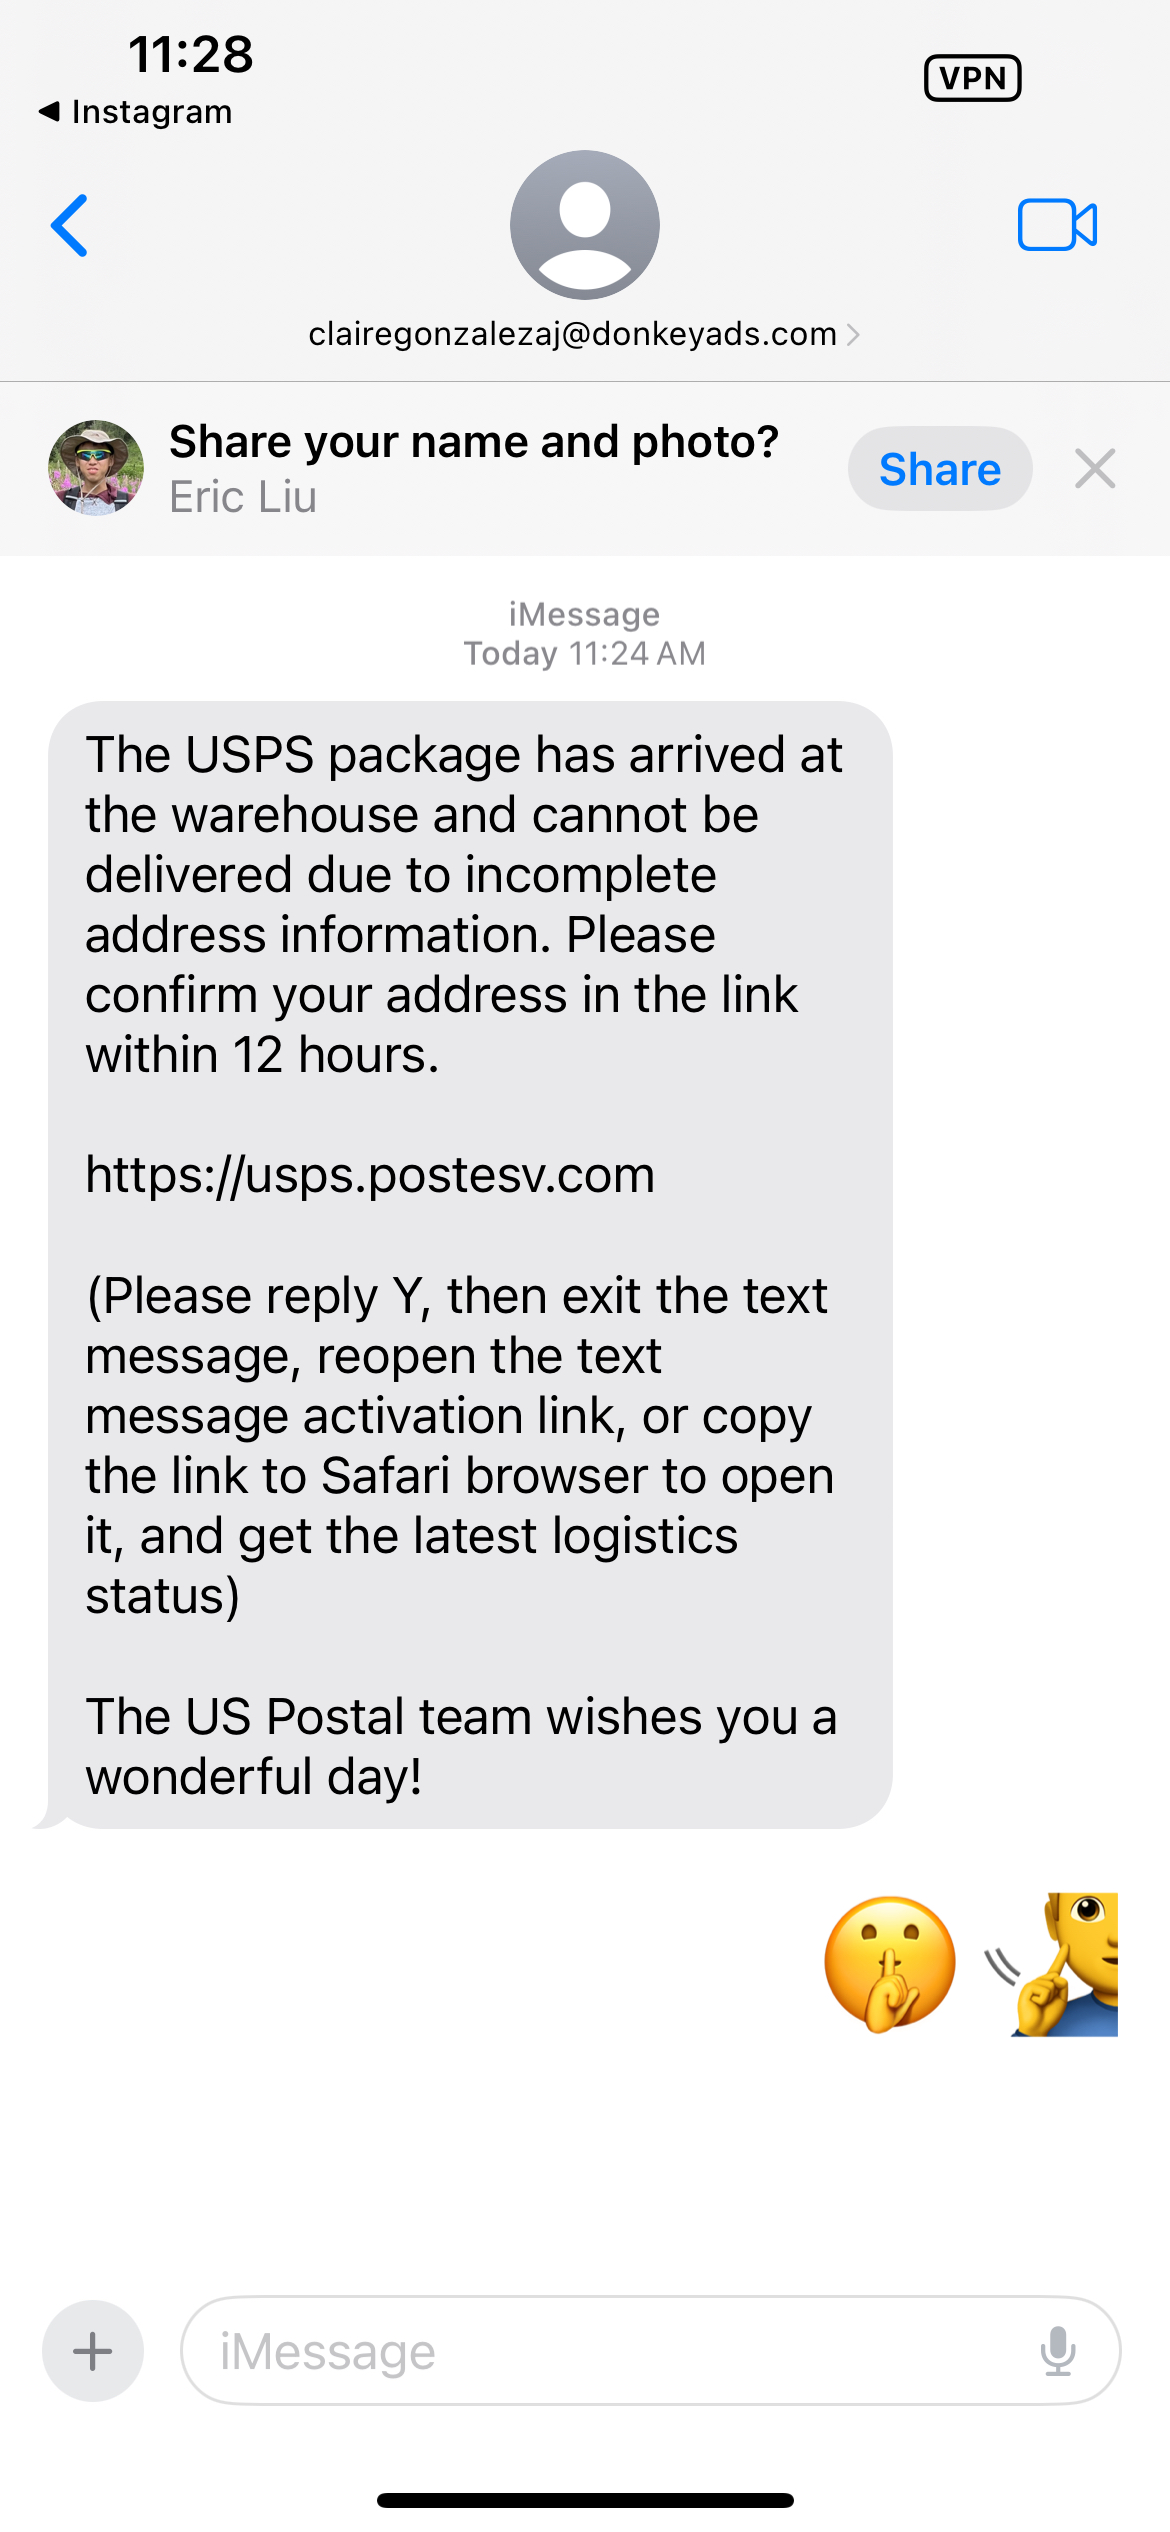 11:28
VPN
◀ Instagram
clairegonzalezaj@donkeyads.com
Share your name and photo?
Eric Liu
Share
iMessage
Today 11:24 AM
The USPS package has arrived at
the warehouse and cannot be
delivered due to incomplete
address information. Please
confirm your address in the link
within 12 hours.
https://usps.postesv.com
(Please reply Y, then exit the text
message, reopen the text
message activation link, or copy
the link to Safari browser to open
it, and get the latest logistics
status)
The US Postal team wishes you a
wonderful day!
iMessage